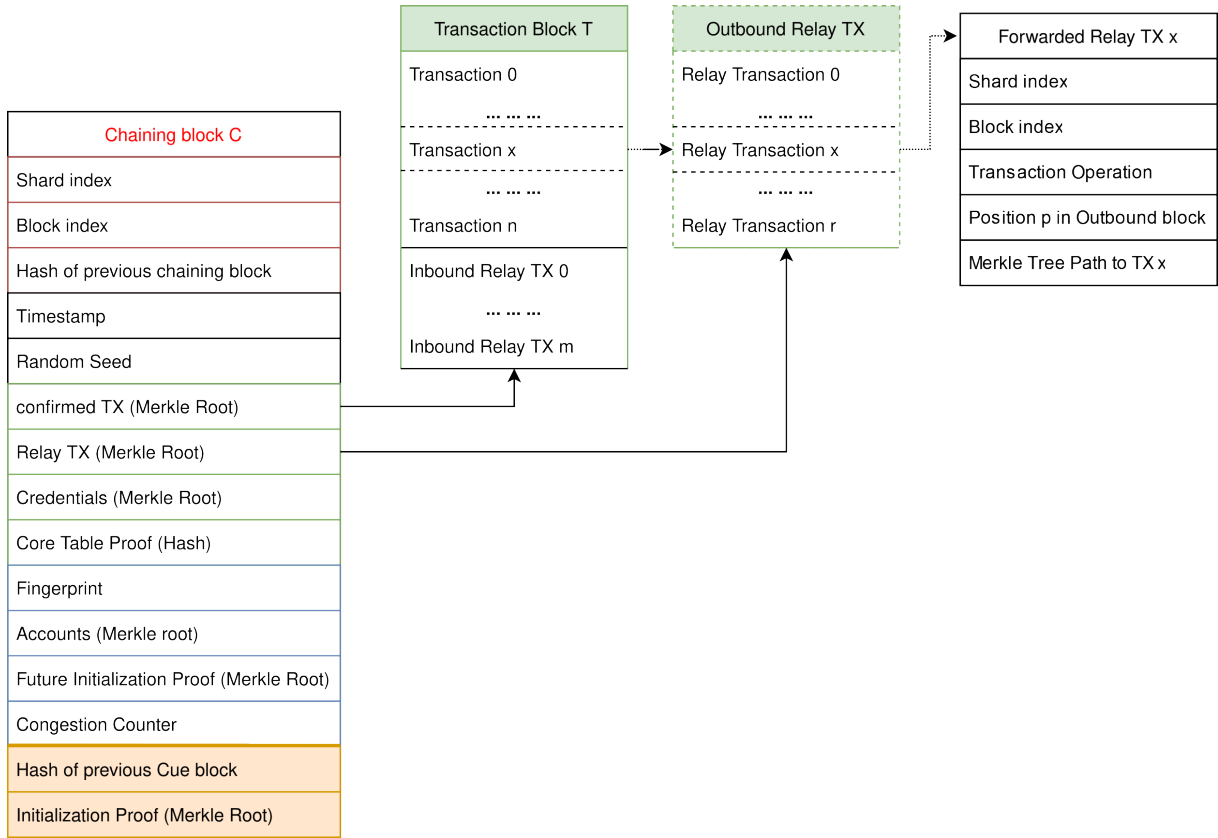 Chaining block C
Shard index
Block index
Hash of previous chaining block
Timestamp
Random Seed
confirmed TX (Merkle Root)
Relay TX (Merkle Root)
Credentials (Merkle Root)
Core Table Proof (Hash)
Fingerprint
Accounts (Merkle root)
Future Initialization Proof (Merkle Root)
Congestion Counter
Hash of previous Cue block
Initialization Proof (Merkle Root)
Transaction Block T
Transaction 0
... ... ...
Transaction x
... ... ...
Transaction n
Inbound Relay TX 0
... ... ...
Inbound Relay TX m
Outbound Relay TX
Relay Transaction 0
... ... ...
Relay Transaction x
... ... ...
Relay Transaction r
Forwarded Relay TX x
Shard index
Block index
Transaction Operation
Position p in Outbound block
Merkle Tree Path to TX x